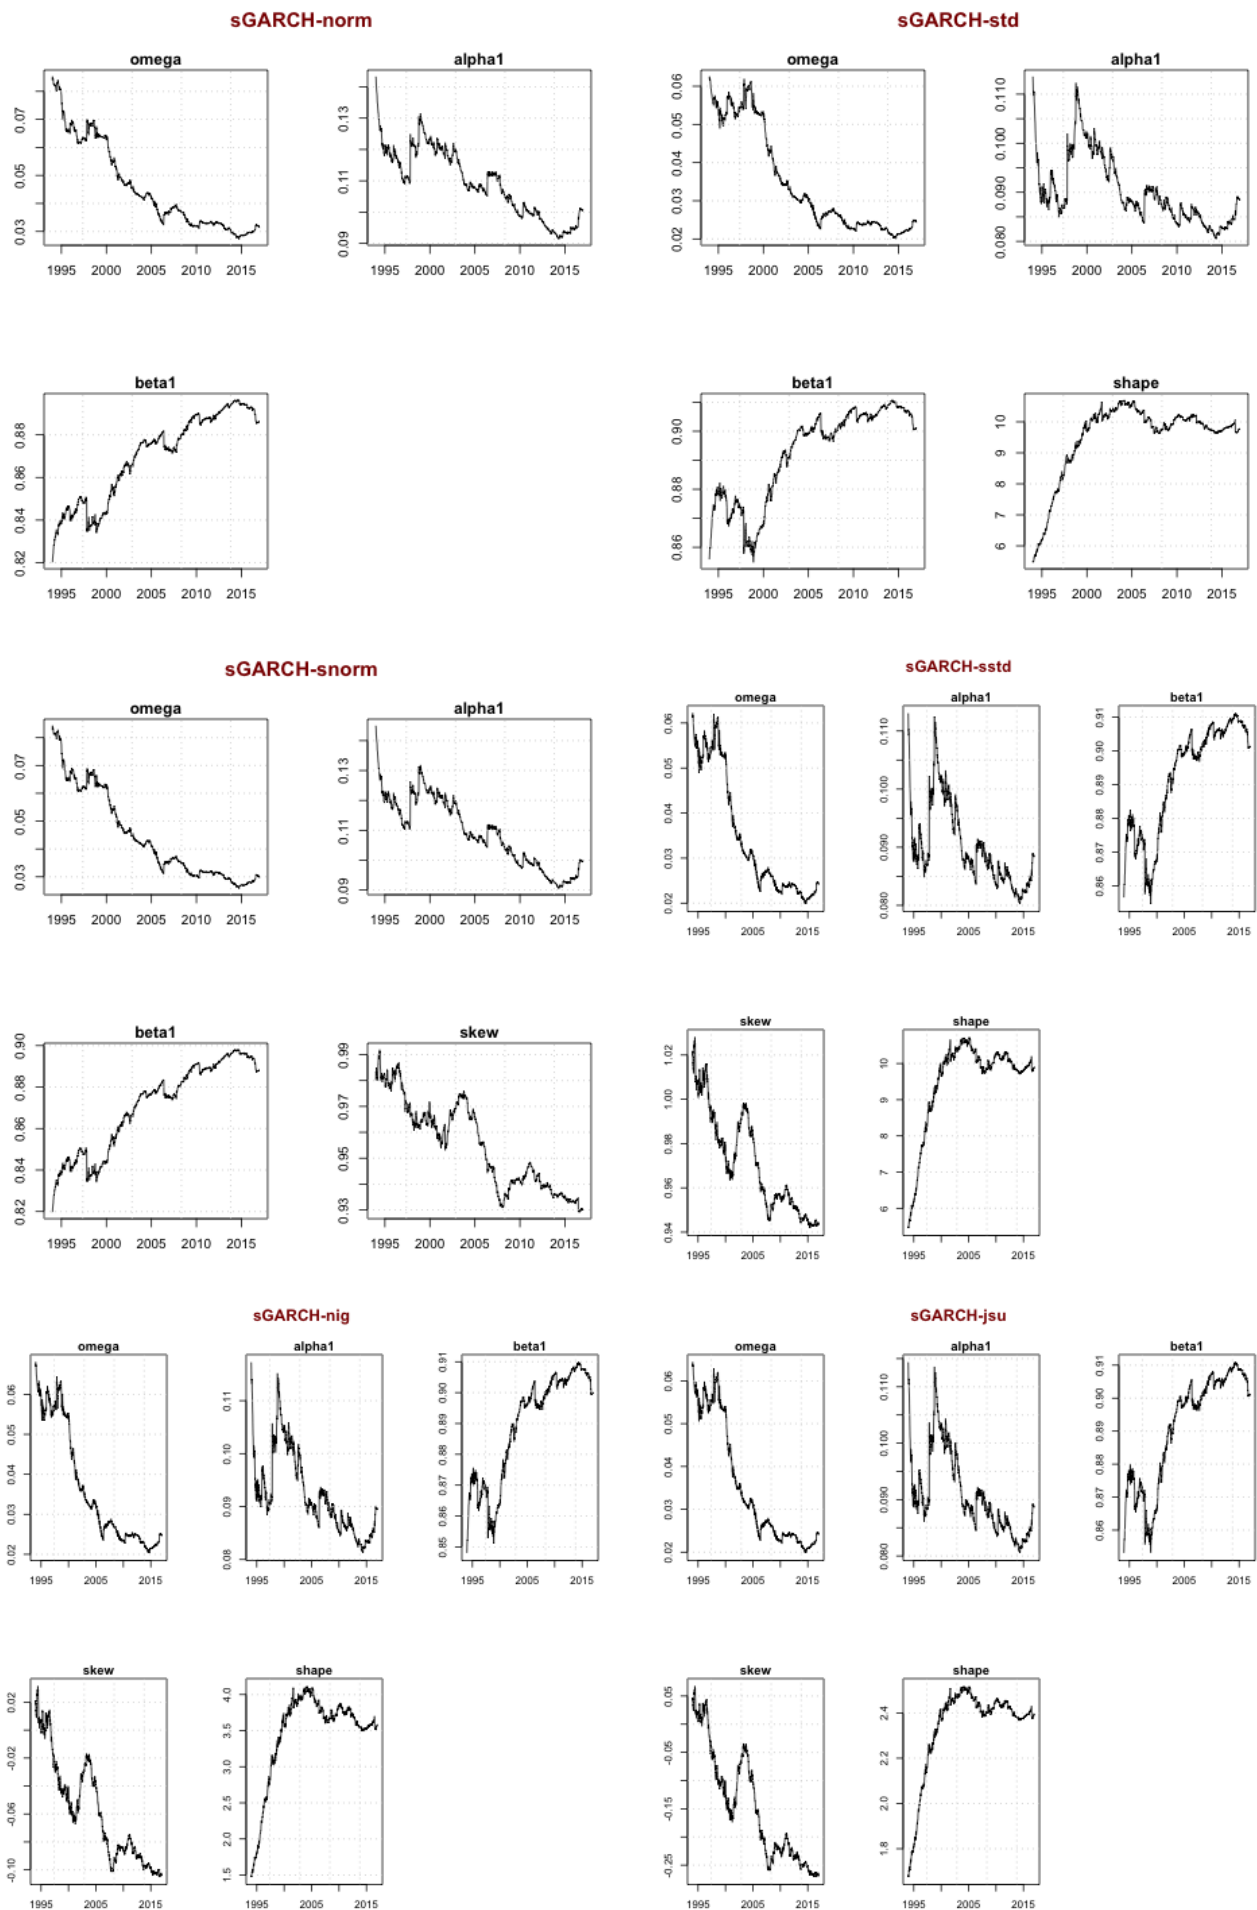 sGARCH-norm
omega
0.03 0.05 0.07
1995 2000 2005 2010 2015
alpha1
0.09 0.11 0.13
1995 2000 2005 2010 2015
beta1
0.82 0.84 0.86 0.88
1995 2000 2005 2010 2015
sGARCH-std
omega
0.02 0.03 0.04 0.05 0.06
1995 2000 2005 2010 2015
alpha1
0.080 0.090 0.100 0.110
1995 2000 2005 2010 2015
beta1
0.86 0.88 0.90
1995 2000 2005 2010 2015
shape
6 7 8 9 10
1995 2000 2005 2010 2015
sGARCH-snorm
omega
0.03 0.05 0.07
1995 2000 2005 2010 2015
alpha1
0.09 0.11 0.13
1995 2000 2005 2010 2015
beta1
0.82 0.84 0.86 0.88 0.90
1995 2000 2005 2010 2015
skew
0.93 0.95 0.97 0.99
1995 2000 2005 2010 2015
sGARCH-sstd
omega
0.02 0.03 0.04 0.05 0.06
1995 2005 2015
alpha1
0.080 0.090 0.100 0.110
1995 2005 2015
beta1
0.86 0.87 0.88 0.89 0.90 0.91
1995 2005 2015
skew
0.94 0.96 0.98 1.00 1.02
1995 2005 2015
shape
6 7 8 9 10
1995 2005 2015
sGARCH-nig
omega
0.02 0.03 0.04 0.05 0.06
1995 2005 2015
alpha1
0.08 0.09 0.10 0.11
1995 2005 2015
beta1
0.85 0.86 0.87 0.88 0.89 0.90 0.91
1995 2005 2015
skew
-0.10 -0.06 -0.02 0.02
1995 2005 2015
shape
1.5 2.0 2.5 3.0 3.5 4.0
1995 2005 2015
sGARCH-jsu
omega
0.02 0.03 0.04 0.05 0.06
1995 2005 2015
alpha1
0.080 0.090 0.100 0.110
1995 2005 2015
beta1
0.86 0.87 0.88 0.89 0.90 0.91
1995 2005 2015
skew
-0.25 -0.15 -0.05 0.05
1995 2005 2015
shape
1.8 2.0 2.2 2.4
1995 2005 2015